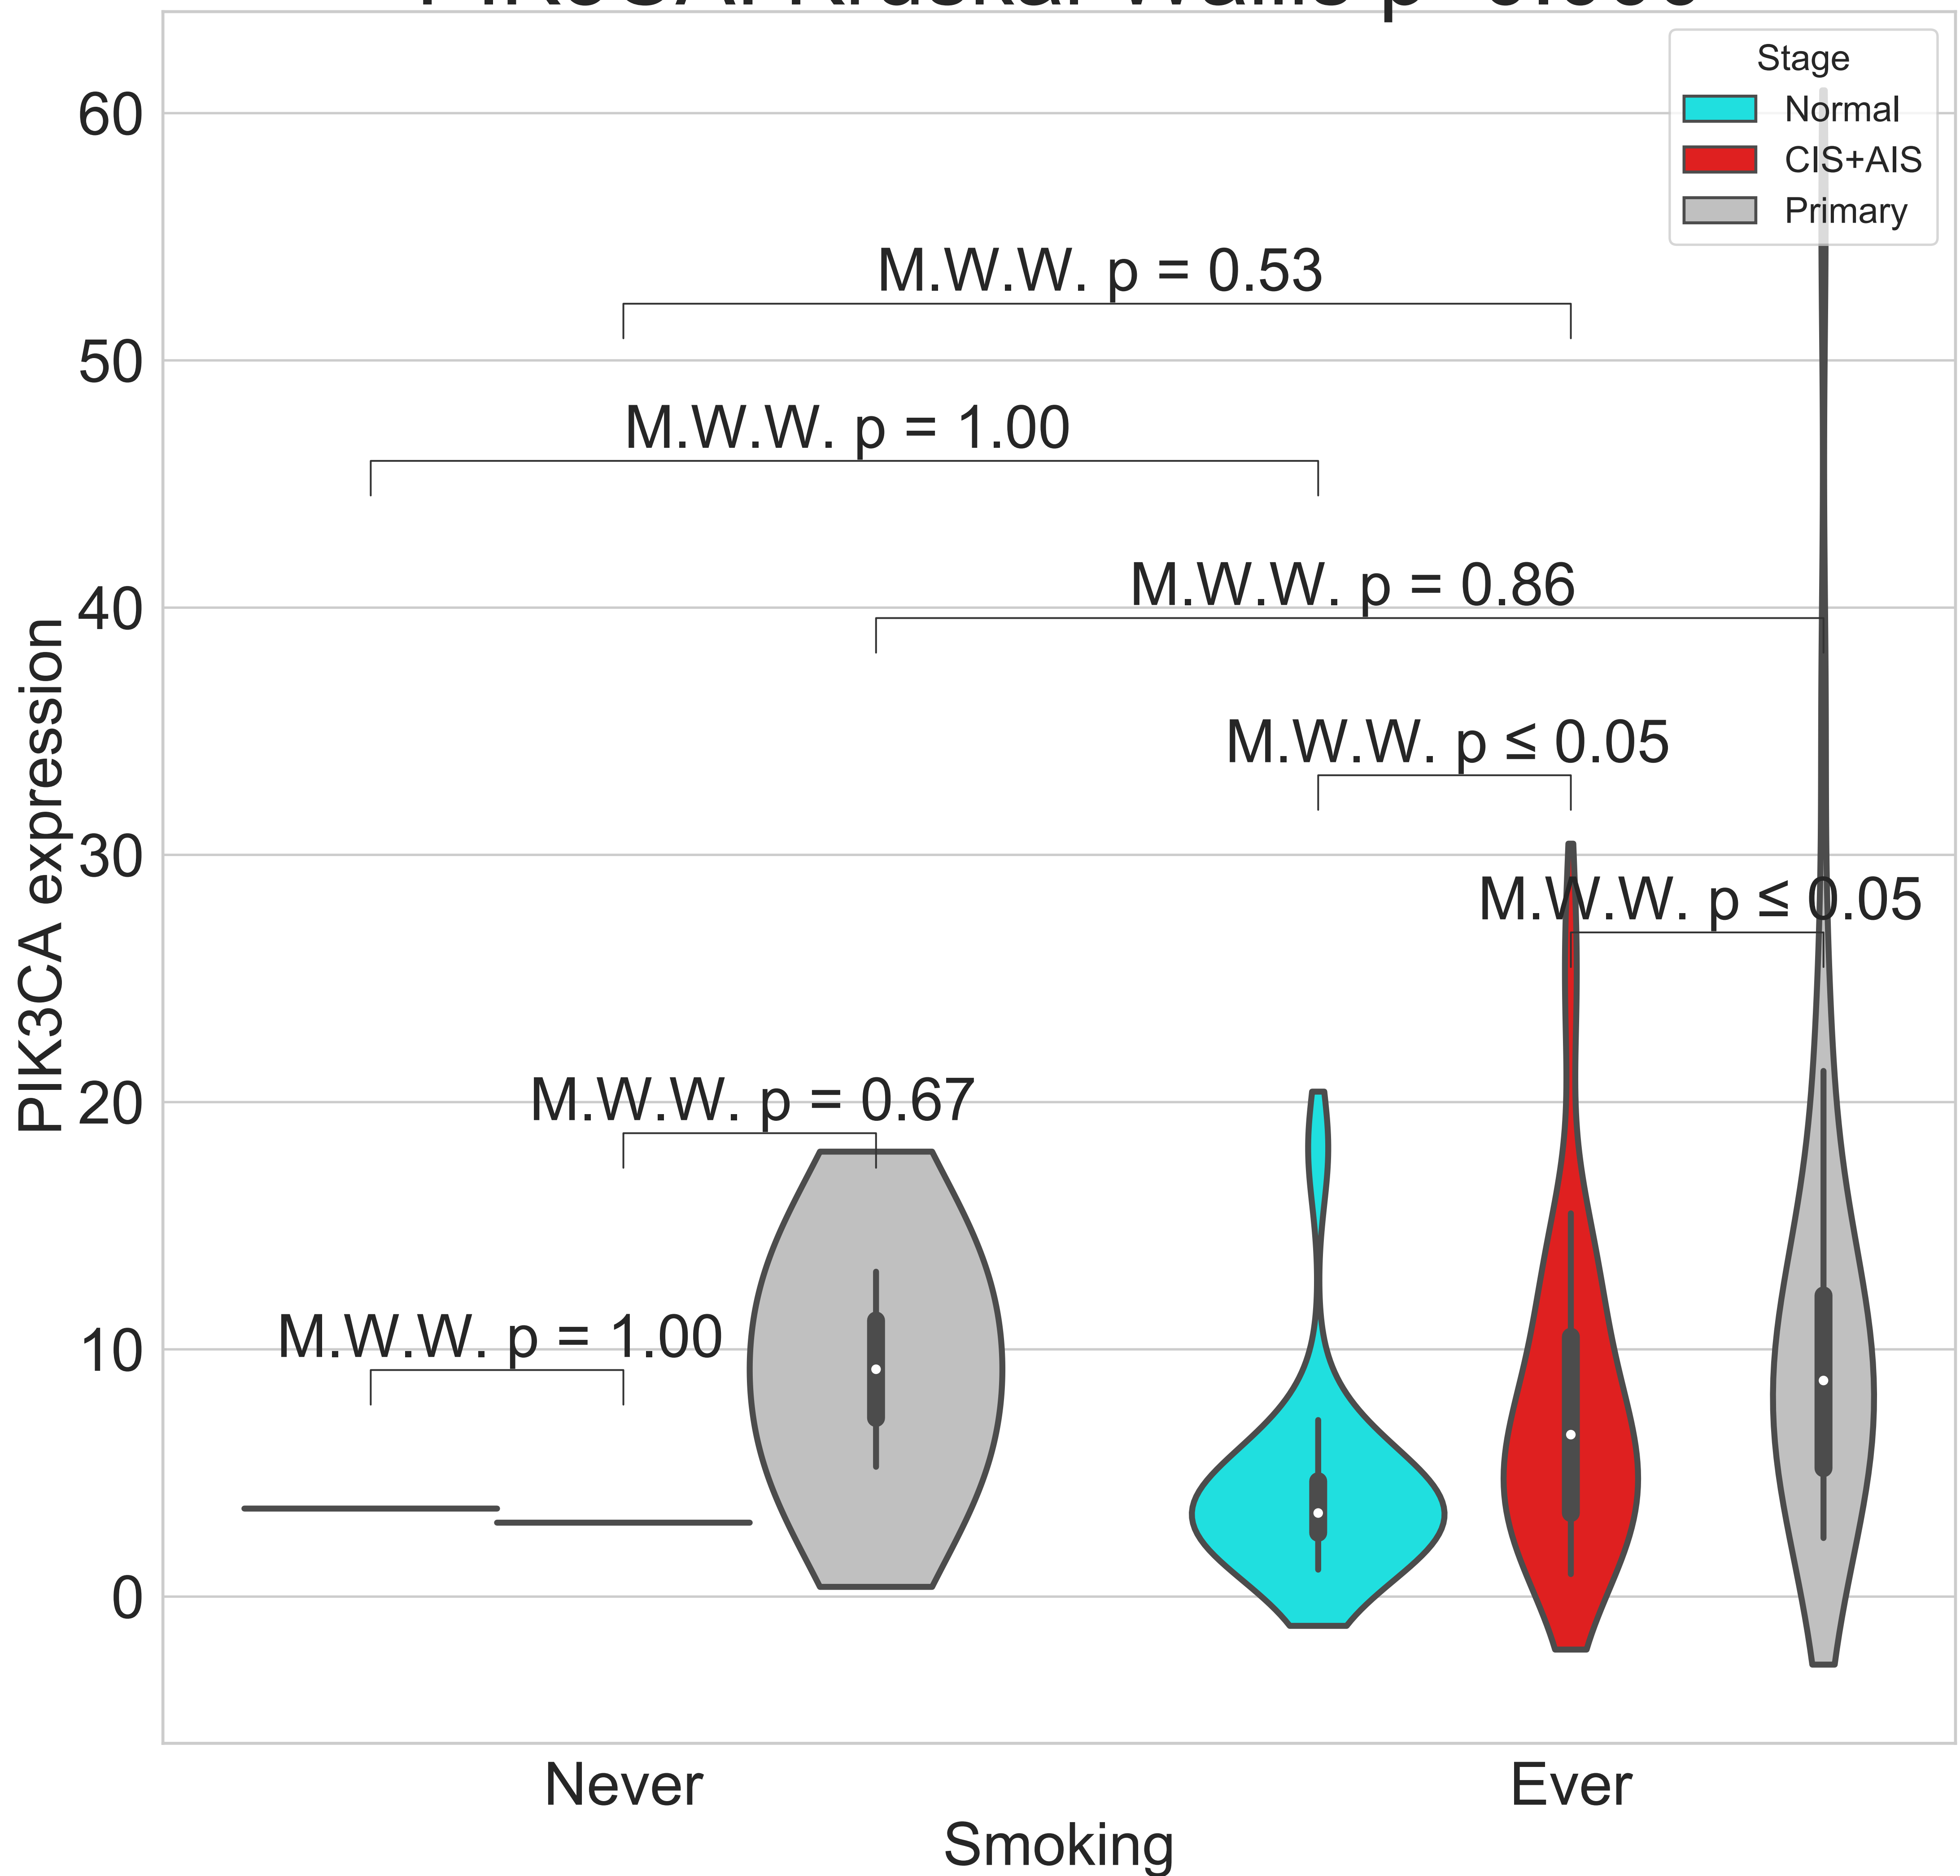 Stage
Normal
CIS+AIS
Primary
60
50
40
30
20
10
0
PIK3CA expression
M.W.W. p = 0.53
M.W.W. p = 1.00
M.W.W. p = 0.86
M.W.W. p ≤ 0.05
M.W.W. p ≤ 0.05
M.W.W. p = 0.67
M.W.W. p = 1.00
Never
Ever
Smoking